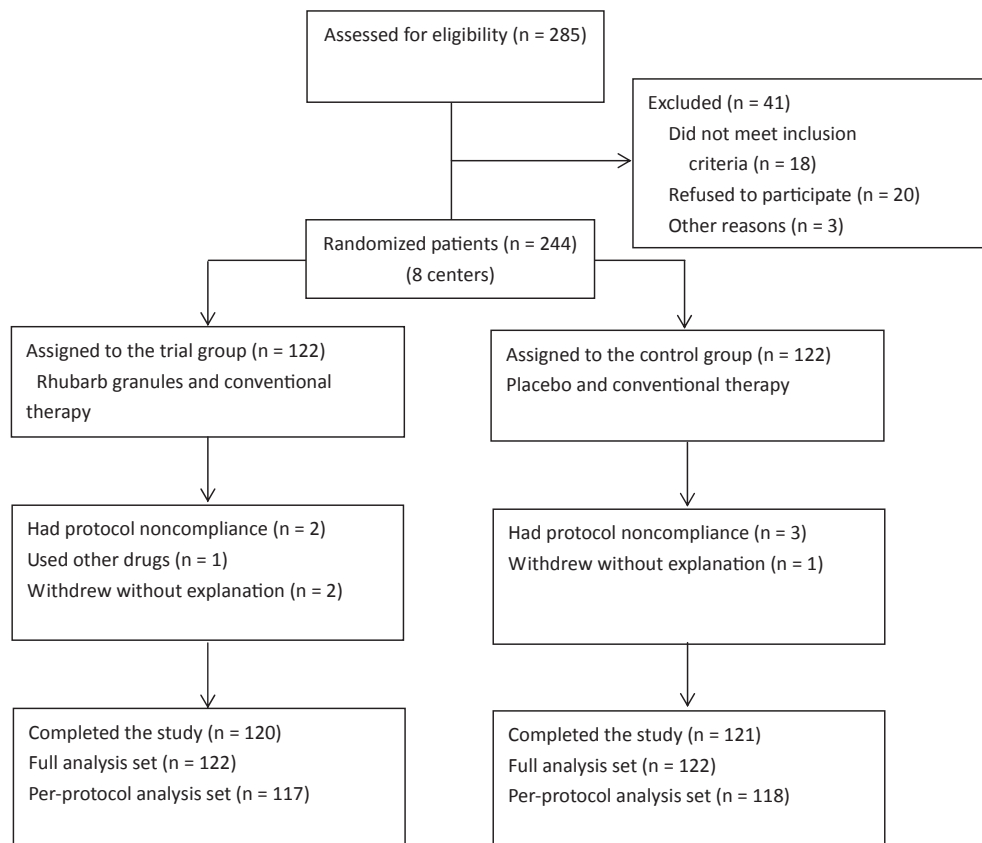 Assessed for eligibility (n = 285)
Excluded (n = 41)
Did not meet inclusion
criteria (n = 18)
Refused to participate (n = 20)
Other reasons (n = 3)
Randomized patients (n = 244)
(8 centers)
Assigned to the trial group (n = 122)
Rhubarb granules and conventional
therapy
Assigned to the control group (n = 122)
Placebo and conventional therapy
Had protocol noncompliance (n = 2)
Used other drugs (n = 1)
Withdrew without explanation (n = 2)
Had protocol noncompliance (n = 3)
Withdrew without explanation (n = 1)
Completed the study (n = 120)
Full analysis set (n = 122)
Per-protocol analysis set (n = 117)
Completed the study (n = 121)
Full analysis set (n = 122)
Per-protocol analysis set (n = 118)